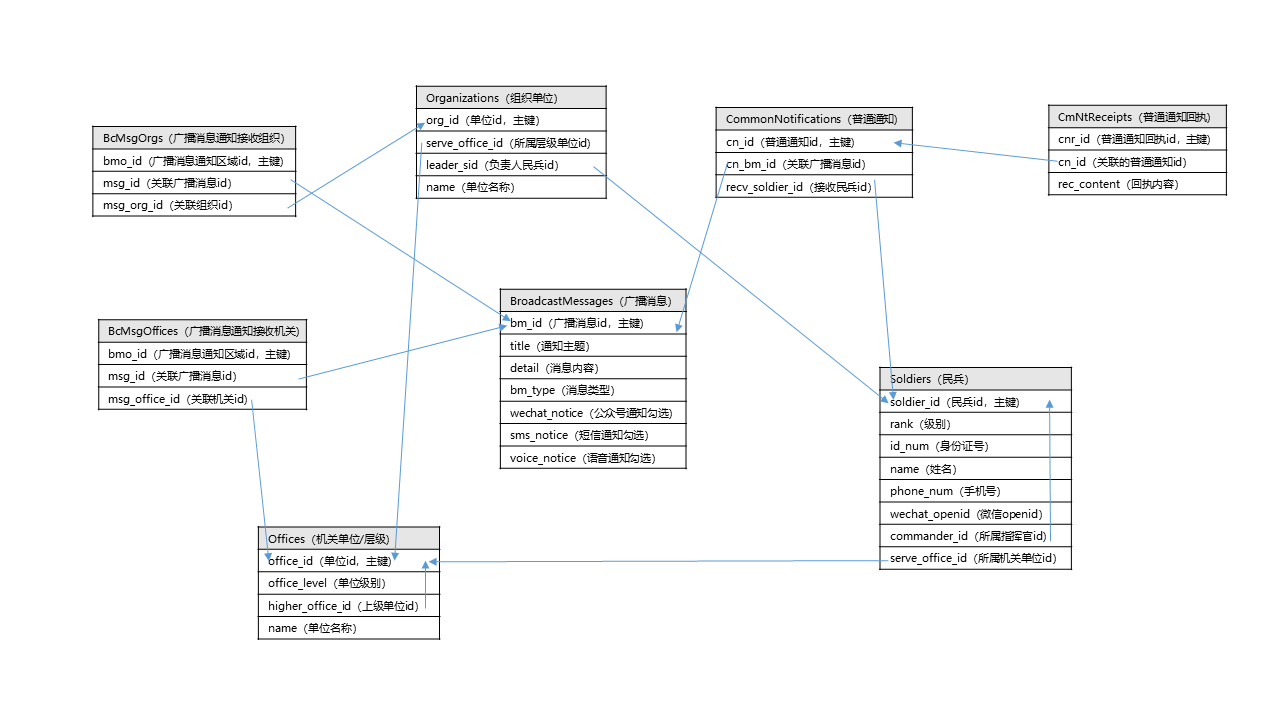 Organizations（组织单位）
org_id（单位id，主键）
serve_office_id（所属层级单位id）
leader_sid（负责人民兵id）
name（单位名称）
CommonNotifications（普通通知）
cn_id（普通通知id，主键）
cn_bm_id（关联广播消息id）
recv_soldier_id（接收民兵id）
CmNtReceipts（普通通知回执）
cnr_id（普通通知回执id，主键）
cn_id（关联的普通通知id）
rec_content（回执内容）
BcMsgOrgs（广播消息通知接收组织）
bmo_id（广播消息通知区域id，主键）
msg_id（关联广播消息id）
msg_org_id（关联组织id）
BroadcastMessages（广播消息）
bm_id（广播消息id，主键）
title（通知主题）
detail（消息内容）
bm_type（消息类型）
wechat_notice（公众号通知勾选）
sms_notice（短信通知勾选）
voice_notice（语音通知勾选）
BcMsgOffices（广播消息通知接收机关）
bmo_id（广播消息通知区域id，主键）
msg_id（关联广播消息id）
msg_office_id（关联机关id）
Soldiers（民兵）
soldier_id（民兵id，主键）
rank（级别）
id_num（身份证号）
name（姓名）
phone_num（手机号）
wechat_openid（微信openid）
commander_id（所属指挥官id）
serve_office_id（所属机关单位id）
Offices（机关单位/层级）
office_id（单位id，主键）
office_level（单位级别）
higher_office_id（上级单位id）
name（单位名称）